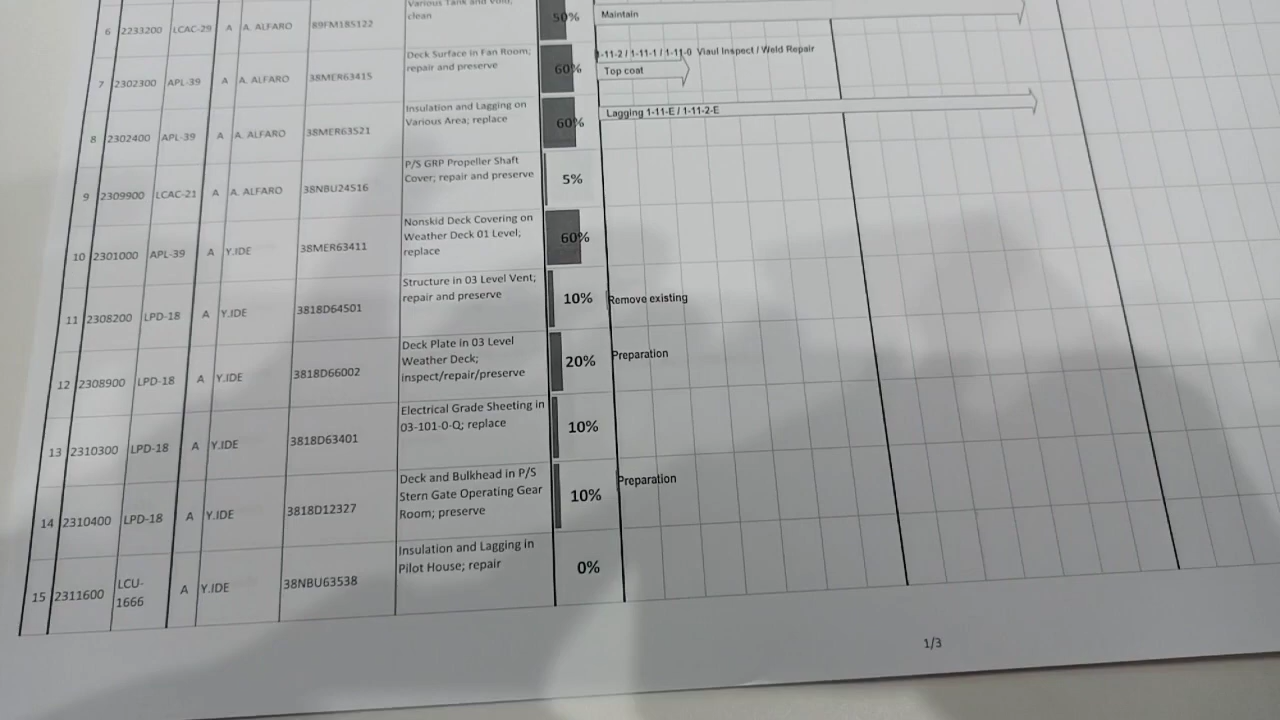 Various Tank and Void;
clean
6 2233200 LCAC-29 A A. ALFARO 89FM185122 50% Maintain
Deck Surface in Fan Room;
repair and preserve
7 2302300 APL-39 A A. ALFARO 38MER63415 60% 1-11-2 / 1-11-1 / 1-11-0 Viaul Inspect / Weld Repair
Top coat
Insulation and Lagging on
Various Area; replace
8 2302400 APL-39 A A. ALFARO 38MER63521 60% Lagging 1-11-E / 1-11-2-E
P/S GRP Propeller Shaft
Cover; repair and preserve
9 2309900 LCAC-21 A A. ALFARO 38NBU24516 5%
Nonskid Deck Covering on
Weather Deck 01 Level;
replace
10 2301000 APL-39 A Y.IDE 38MER63411 60%
Structure in 03 Level Vent;
repair and preserve
11 2308200 LPD-18 A Y.IDE 3818D64501 10% Remove existing
Deck Plate in 03 Level
Weather Deck;
inspect/repair/preserve
12 2308900 LPD-18 A Y.IDE 3818D66002 20% Preparation
Electrical Grade Sheeting in
03-101-0-Q; replace
13 2310300 LPD-18 A Y.IDE 3818D63401 10%
Deck and Bulkhead in P/S
Stern Gate Operating Gear
Room; preserve
14 2310400 LPD-18 A Y.IDE 3818D12327 10% Preparation
Insulation and Lagging in
Pilot House; repair
15 2311600 LCU-
1666 A Y.IDE 38NBU63538 0%
1/3